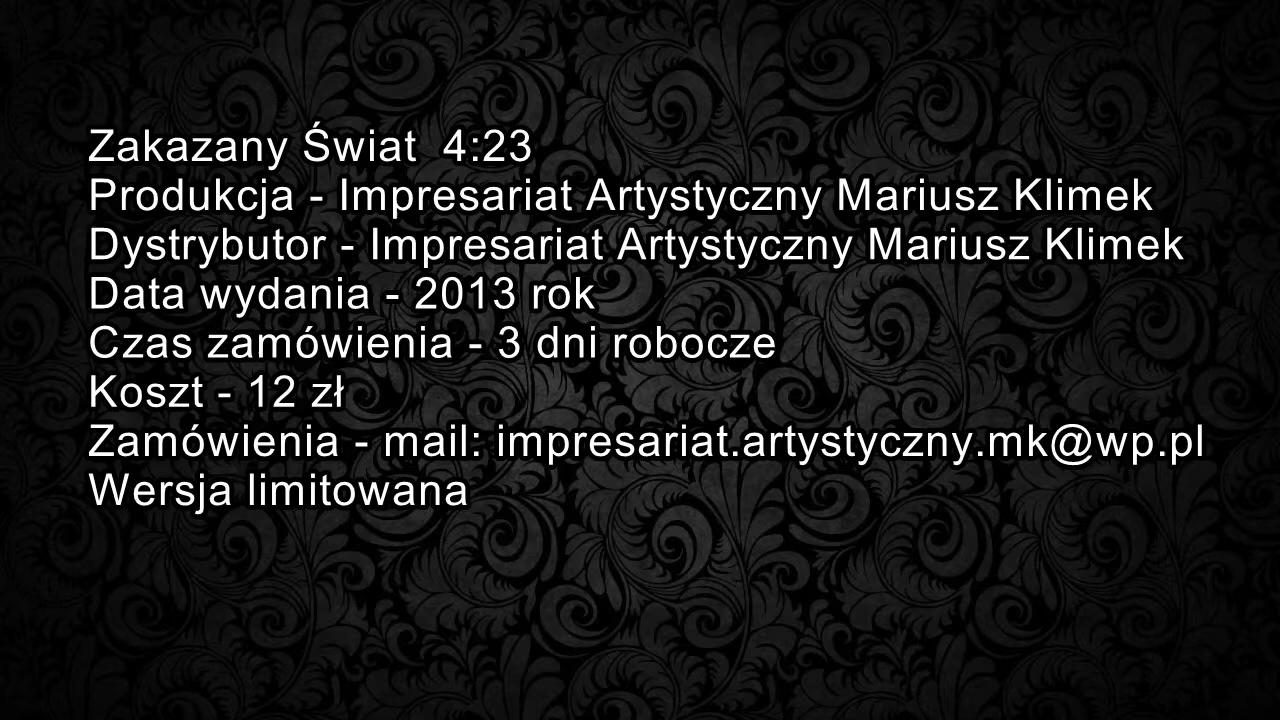 Zakazany Świat  4:23
Produkcja - Impresariat Artystyczny Mariusz Klimek
Dystrybutor - Impresariat Artystyczny Mariusz Klimek
Data wydania - 2013 rok
Czas zamówienia - 3 dni robocze
Koszt - 12 zł
Zamówienia - mail: impresariat.artystyczny.mk@wp.pl
Wersja limitowana